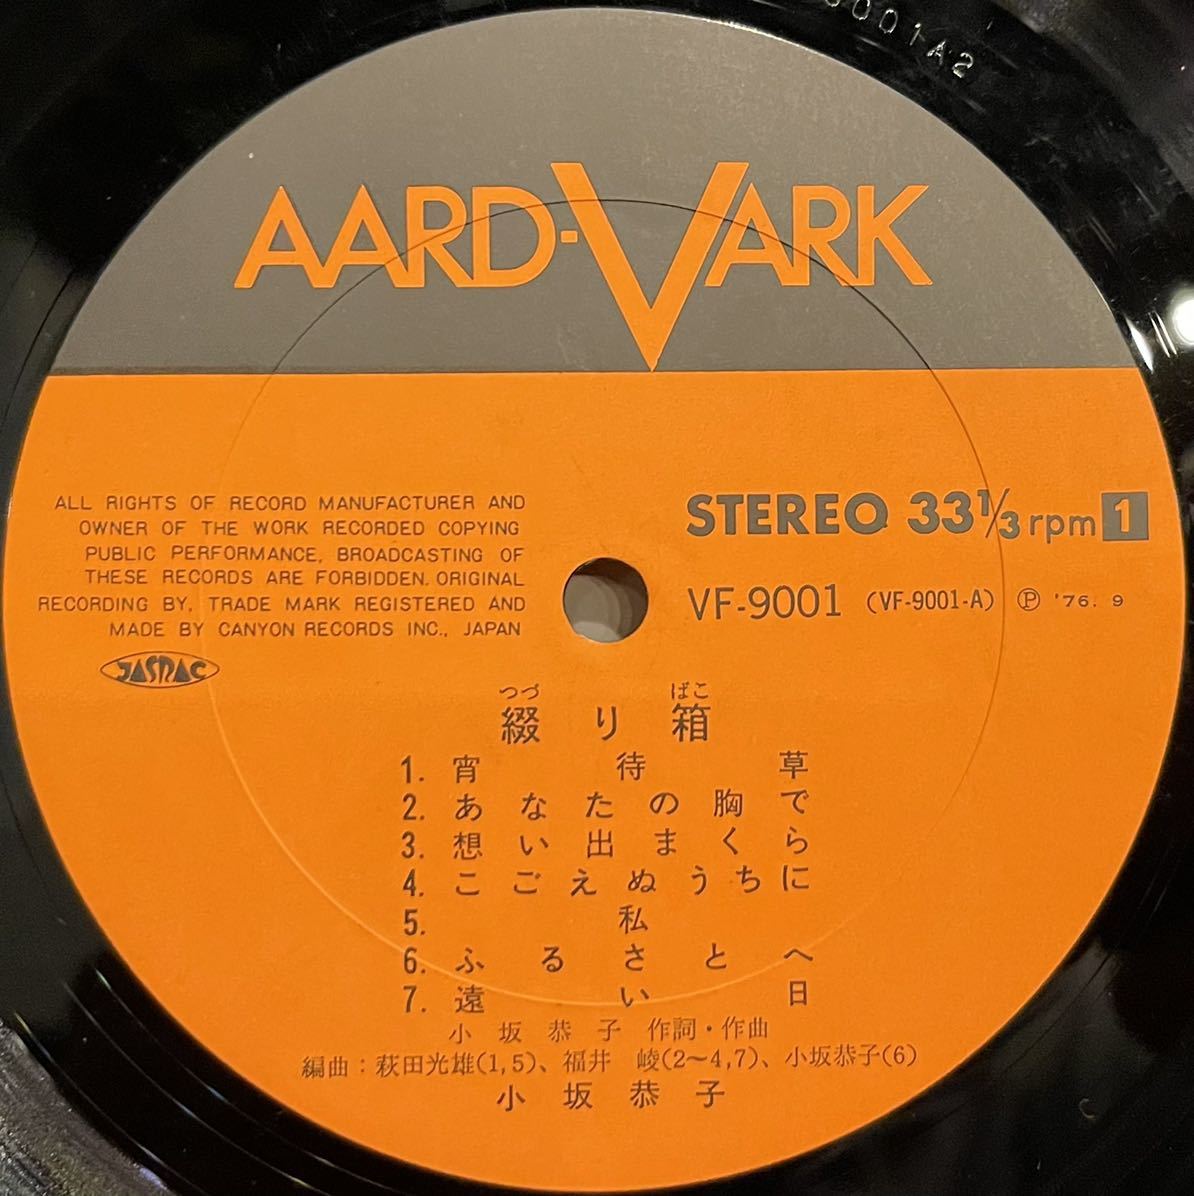 AARD-VARK
ALL RIGHTS OF RECORD MANUFACTURER AND
OWNER OF THE WORK RECORDED COPYING
PUBLIC PERFORMANCE, BROADCASTING OF
THESE RECORDS ARE FORBIDDEN. ORIGINAL
RECORDING BY, TRADE MARK REGISTERED AND
MADE BY CANYON RECORDS INC., JAPAN
JASRAC
STEREO 33⅓ rpm 1
VF-9001 (VF-9001-A) Ⓟ '76. 9
つづ ばこ
綴り箱
1. 宵待草
2. あなたの胸で
3. 想い出まくら
4. こごえぬうちに
5. 私
6. ふるさとへ
7. 遠い日
小坂恭子 作詞・作曲
編曲：萩田光雄(1,5)、福井 崚(2〜4,7)、小坂恭子(6)
小坂恭子